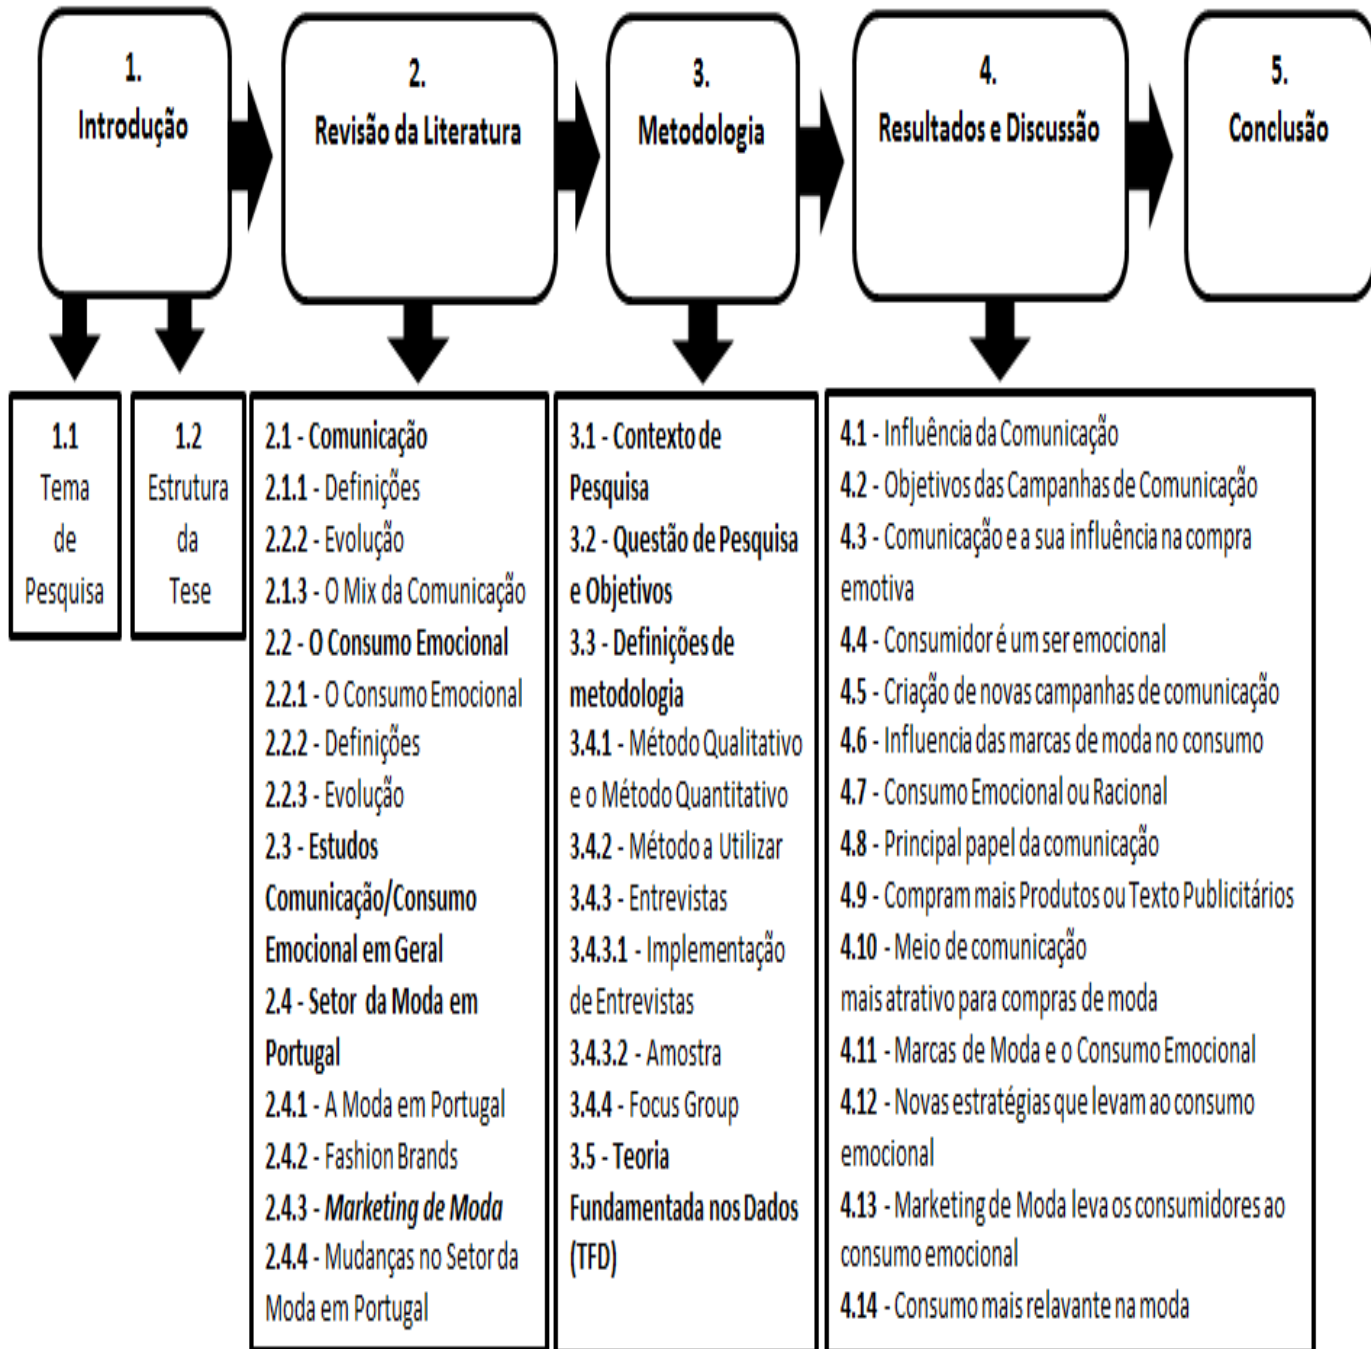 1.
Introdução
2.
Revisão da Literatura
3.
Metodologia
4.
Resultados e Discussão
5.
Conclusão
1.1
Tema
de
Pesquisa
1.2
Estrutura
da
Tese
2.1 - Comunicação
2.1.1 - Definições
2.2.2 - Evolução
2.1.3 - O Mix da Comunicação
2.2 - O Consumo Emocional
2.2.1 - O Consumo Emocional
2.2.2 - Definições
2.2.3 - Evolução
2.3 - Estudos
Comunicação/Consumo
Emocional em Geral
2.4 - Setor da Moda em
Portugal
2.4.1 - A Moda em Portugal
2.4.2 - Fashion Brands
2.4.3 - Marketing de Moda
2.4.4 - Mudanças no Setor da
Moda em Portugal
3.1 - Contexto de
Pesquisa
3.2 - Questão de Pesquisa
e Objetivos
3.3 - Definições de
metodologia
3.4.1 - Método Qualitativo
e o Método Quantitativo
3.4.2 - Método a Utilizar
3.4.3 - Entrevistas
3.4.3.1 - Implementação
de Entrevistas
3.4.3.2 - Amostra
3.4.4 - Focus Group
3.5 - Teoria
Fundamentada nos Dados
(TFD)
4.1 - Influência da Comunicação
4.2 - Objetivos das Campanhas de Comunicação
4.3 - Comunicação e a sua influência na compra
emotiva
4.4 - Consumidor é um ser emocional
4.5 - Criação de novas campanhas de comunicação
4.6 - Influencia das marcas de moda no consumo
4.7 - Consumo Emocional ou Racional
4.8 - Principal papel da comunicação
4.9 - Compram mais Produtos ou Texto Publicitários
4.10 - Meio de comunicação
mais atrativo para compras de moda
4.11 - Marcas de Moda e o Consumo Emocional
4.12 - Novas estratégias que levam ao consumo
emocional
4.13 - Marketing de Moda leva os consumidores ao
consumo emocional
4.14 - Consumo mais relavante na moda